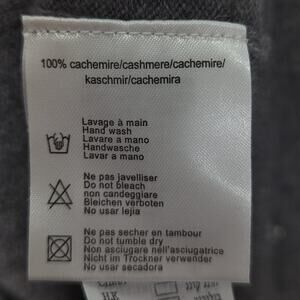 100% cachemire/cashmere/cachemire/
kaschmir/cachemira
Lavage à main
Hand wash
Lavare a mano
Handwasche
Lavar a mano
Ne pas javelliser
Do not bleach
non candeggiare
Bleichen verboten
No usar lejia
Ne pas secher en tambour
Do not tumble dry
Non asciugare nell'asciugatrice
Nicht im Trockner trocknen
No usar secadora